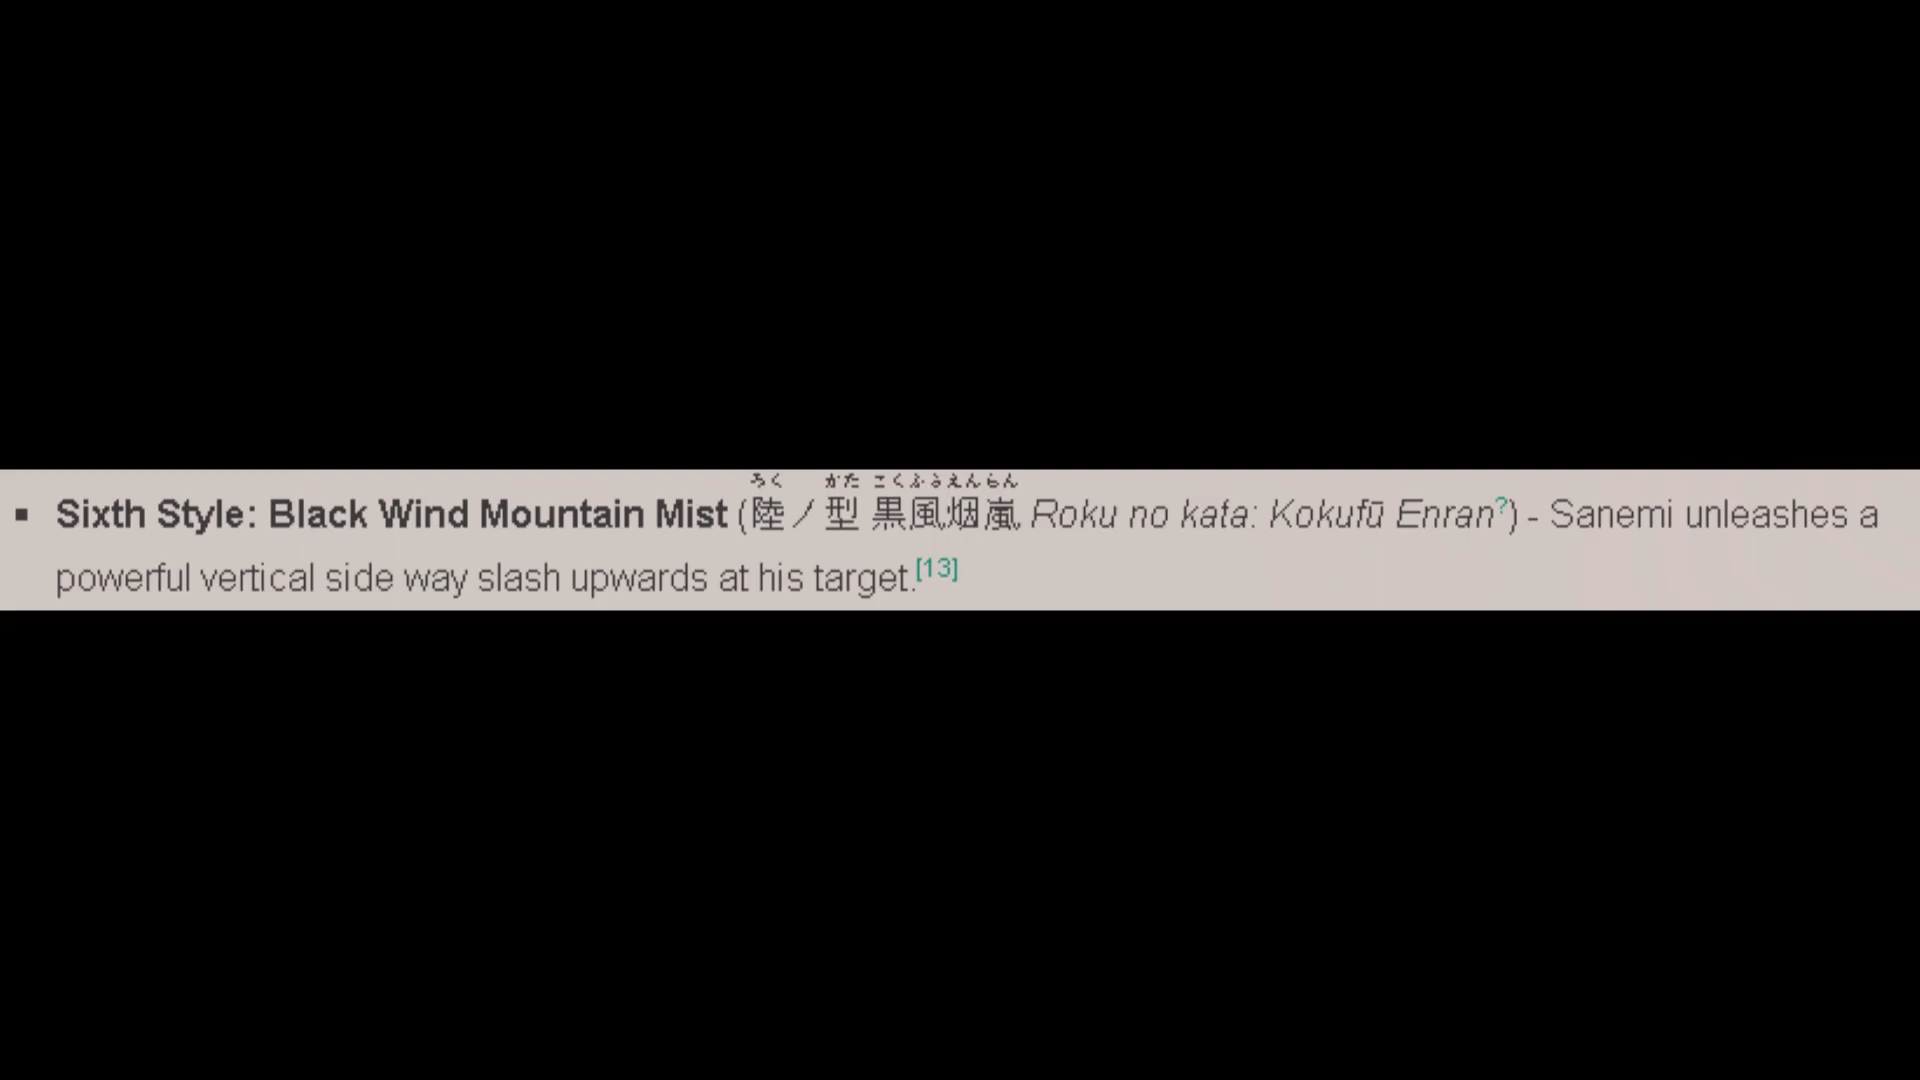 ろく かた こくふうえんらん
▪ Sixth Style: Black Wind Mountain Mist (陸ノ型 黒風烟嵐 Roku no kata: Kokufū Enran?) - Sanemi unleashes a
powerful vertical side way slash upwards at his target.[13]